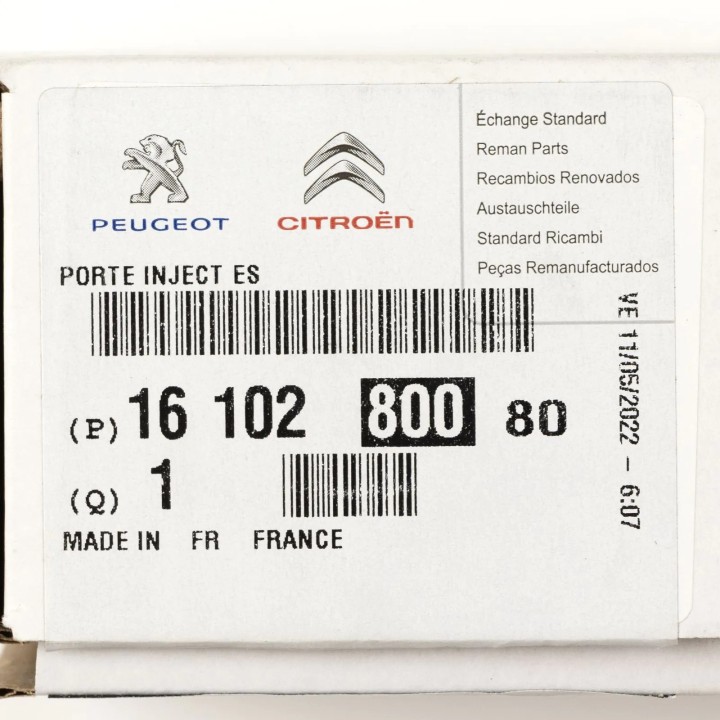 PEUGEOT
CITROËN
Échange Standard
Reman Parts
Recambios Renovados
Austauschteile
Standard Ricambi
Peças Remanufacturados
PORTE INJECT ES
VE 11/05/2022 - 6:07
(P) 16 102 800 80
(Q) 1
MADE IN FR FRANCE